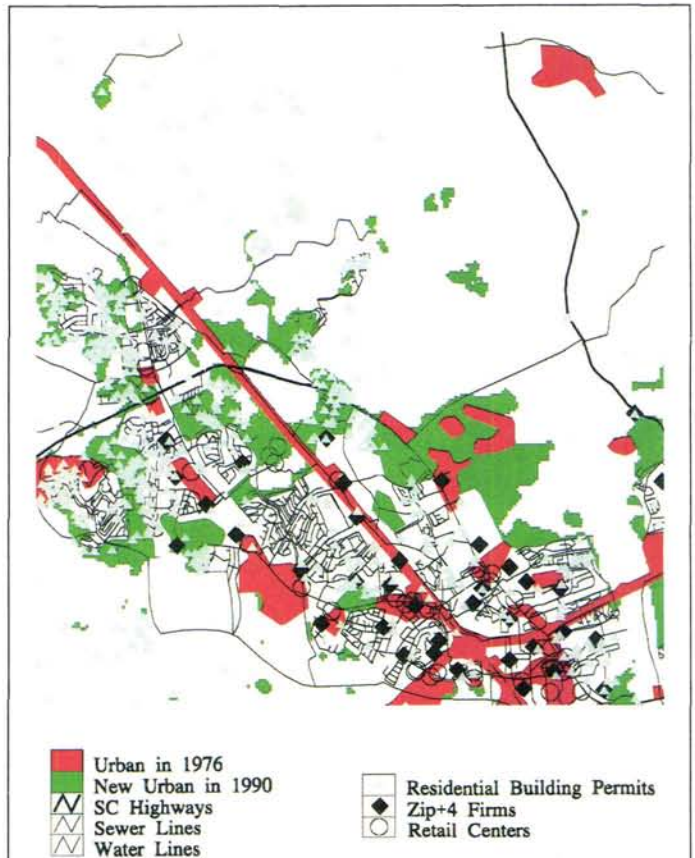 Urban in 1976
New Urban in 1990
SC Highways
Sewer Lines
Water Lines
Residential Building Permits
Zip+4 Firms
Retail Centers